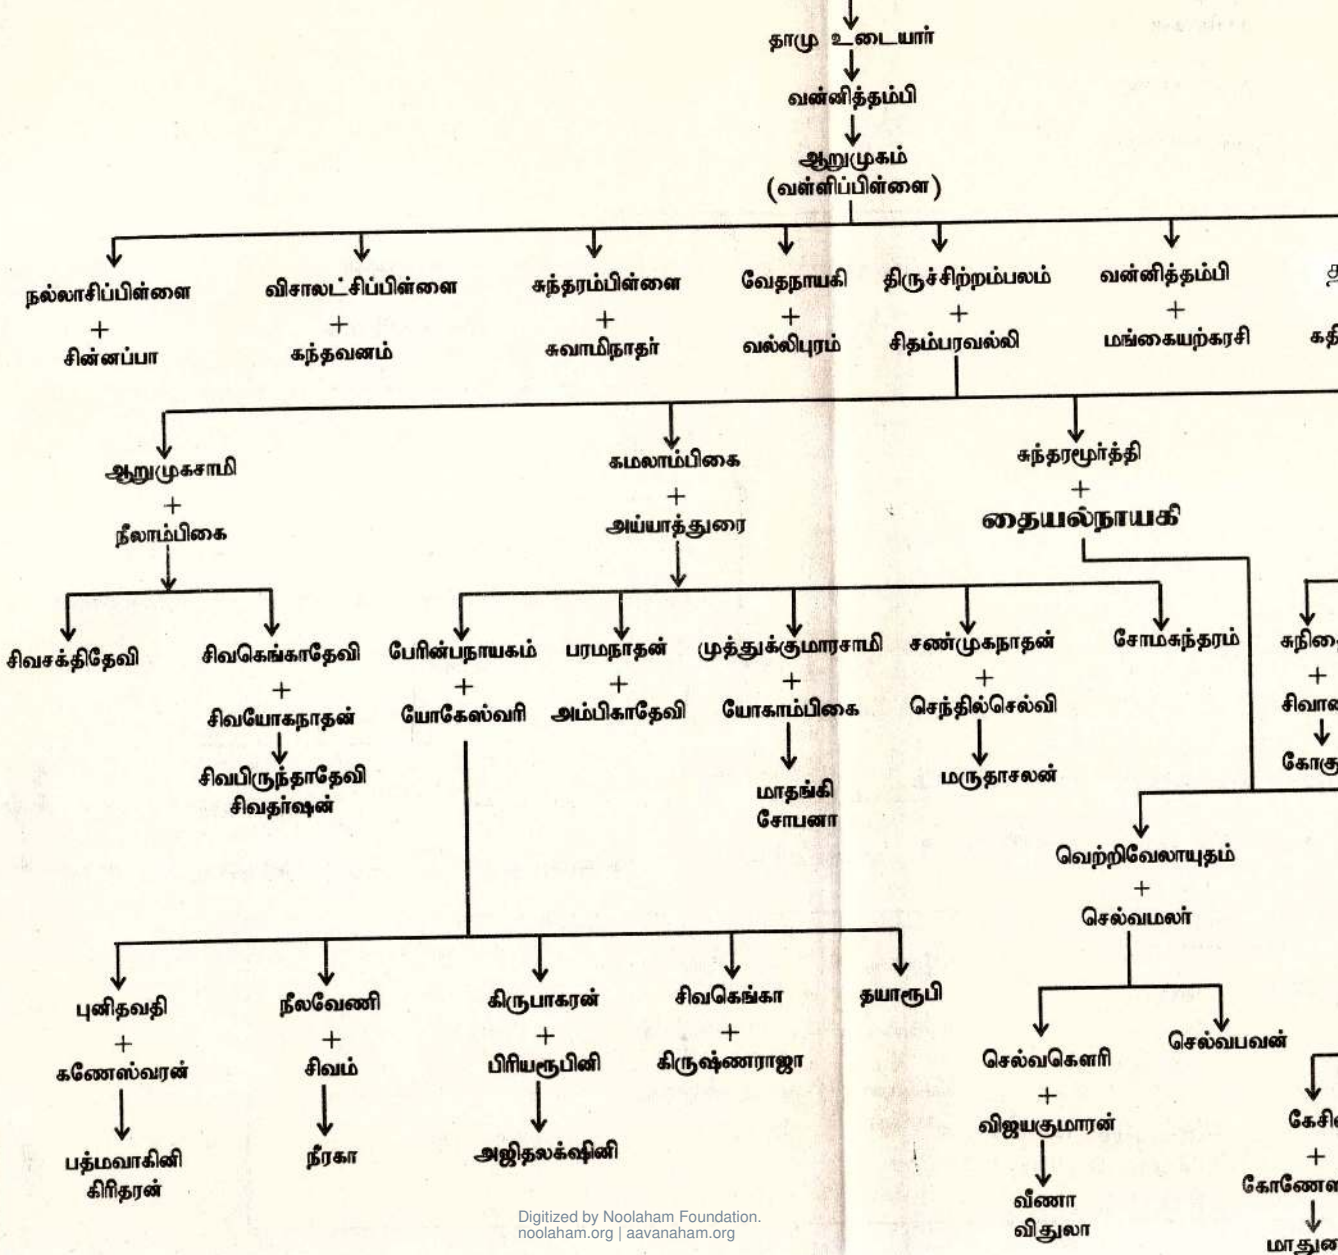 தாமு உடையார்
வன்னித்தம்பி
ஆறுமுகம்
(வள்ளிப்பிள்ளை)
நல்லாசிப்பிள்ளை விசாலட்சிப்பிள்ளை சுந்தரம்பிள்ளை வேதநாயகி திருச்சிற்றம்பலம் வன்னித்தம்பி
+ + + + + +
சின்னப்பா கந்தவனம் சுவாமிநாதர் வல்லிபுரம் சிதம்பரவல்லி மங்கையற்கரசி
ஆறுமுகசாமி கமலாம்பிகை சுந்தரமூர்த்தி
+ + +
நீலாம்பிகை அய்யாத்துரை தையல்நாயகி
சிவசக்திதேவி சிவகெங்காதேவி பேரின்பநாயகம் பரமநாதன் முத்துக்குமாரசாமி சண்முகநாதன் சோமசுந்தரம்
+ + + + + +
சிவயோகநாதன் யோகேஸ்வரி அம்பிகாதேவி யோகாம்பிகை செந்தில்செல்வி
சிவபிருந்தாதேவி மாதங்கி மருதாசலன்
சிவதர்ஷன் சோபனா
வெற்றிவேலாயுதம்
+
செல்வமலர்
புனிதவதி நீலவேணி கிருபாகரன் சிவகெங்கா தயாரூபி
+ + + +
கணேஸ்வரன் சிவம் பிரியரூபினி கிருஷ்ணராஜா
செல்வகௌரி செல்வபவன்
+
விஜயகுமாரன்
பத்மவாகினி நீரகா அஜிதலக்ஷினி
கிரிதரன்
+
வீணா
விதுலா
Digitized by Noolaham Foundation.
noolaham.org | aavanaham.org